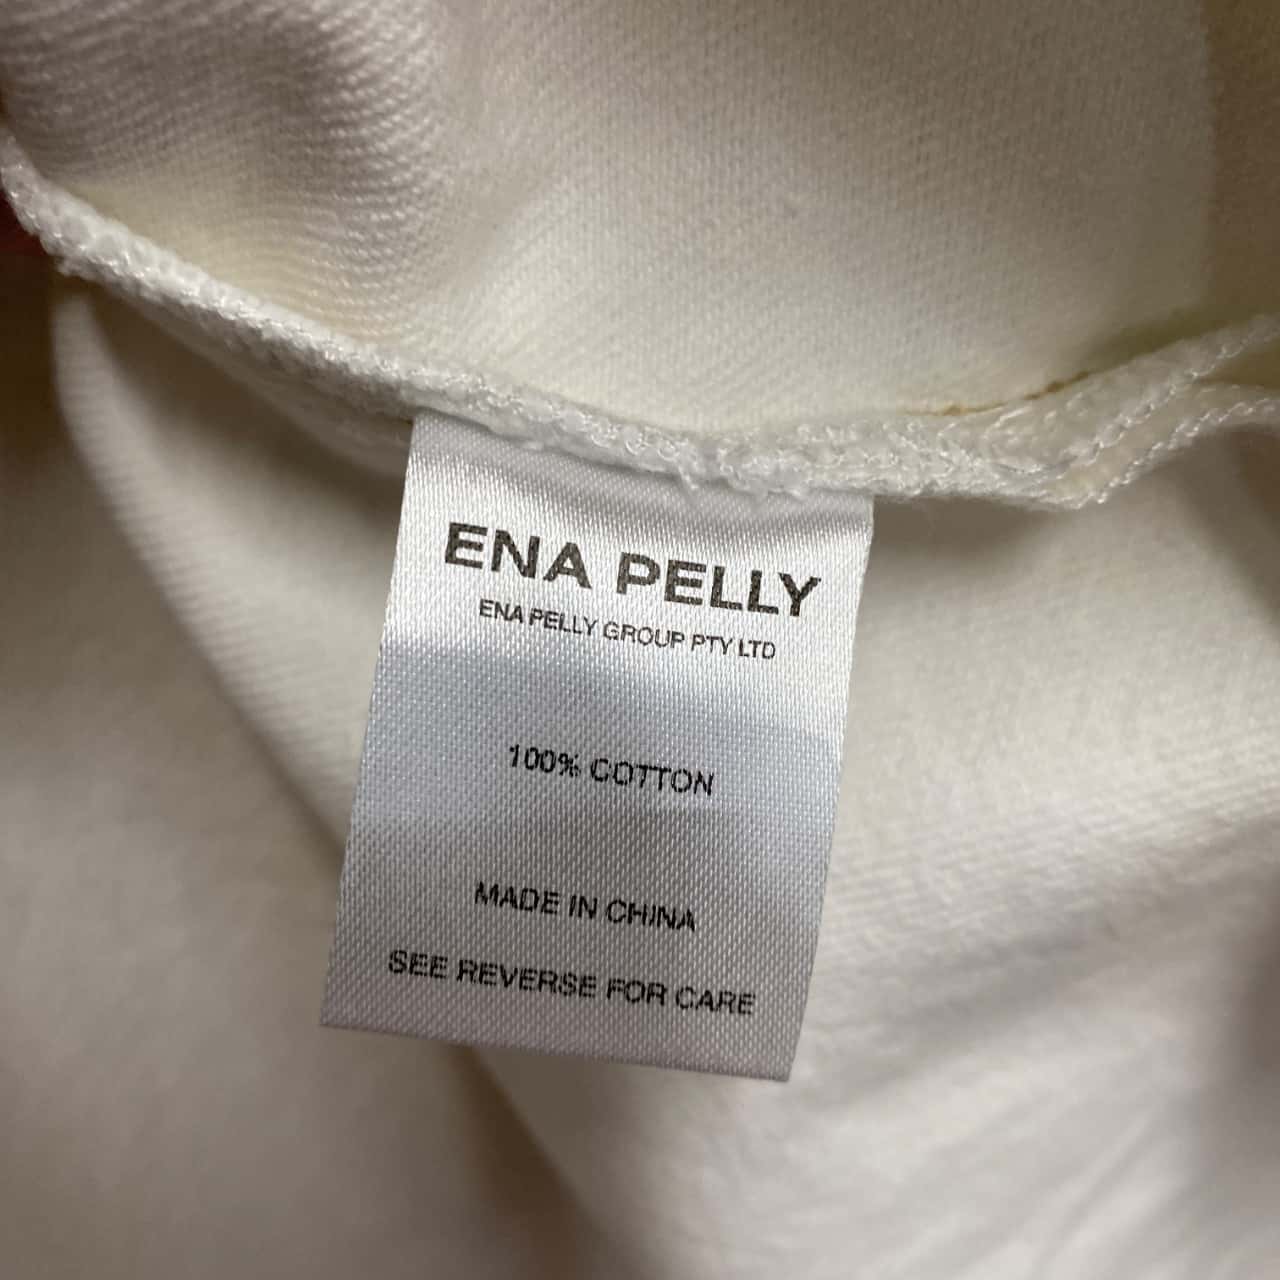 ENA PELLY
ENA PELLY GROUP PTY LTD
100% COTTON
MADE IN CHINA
SEE REVERSE FOR CARE